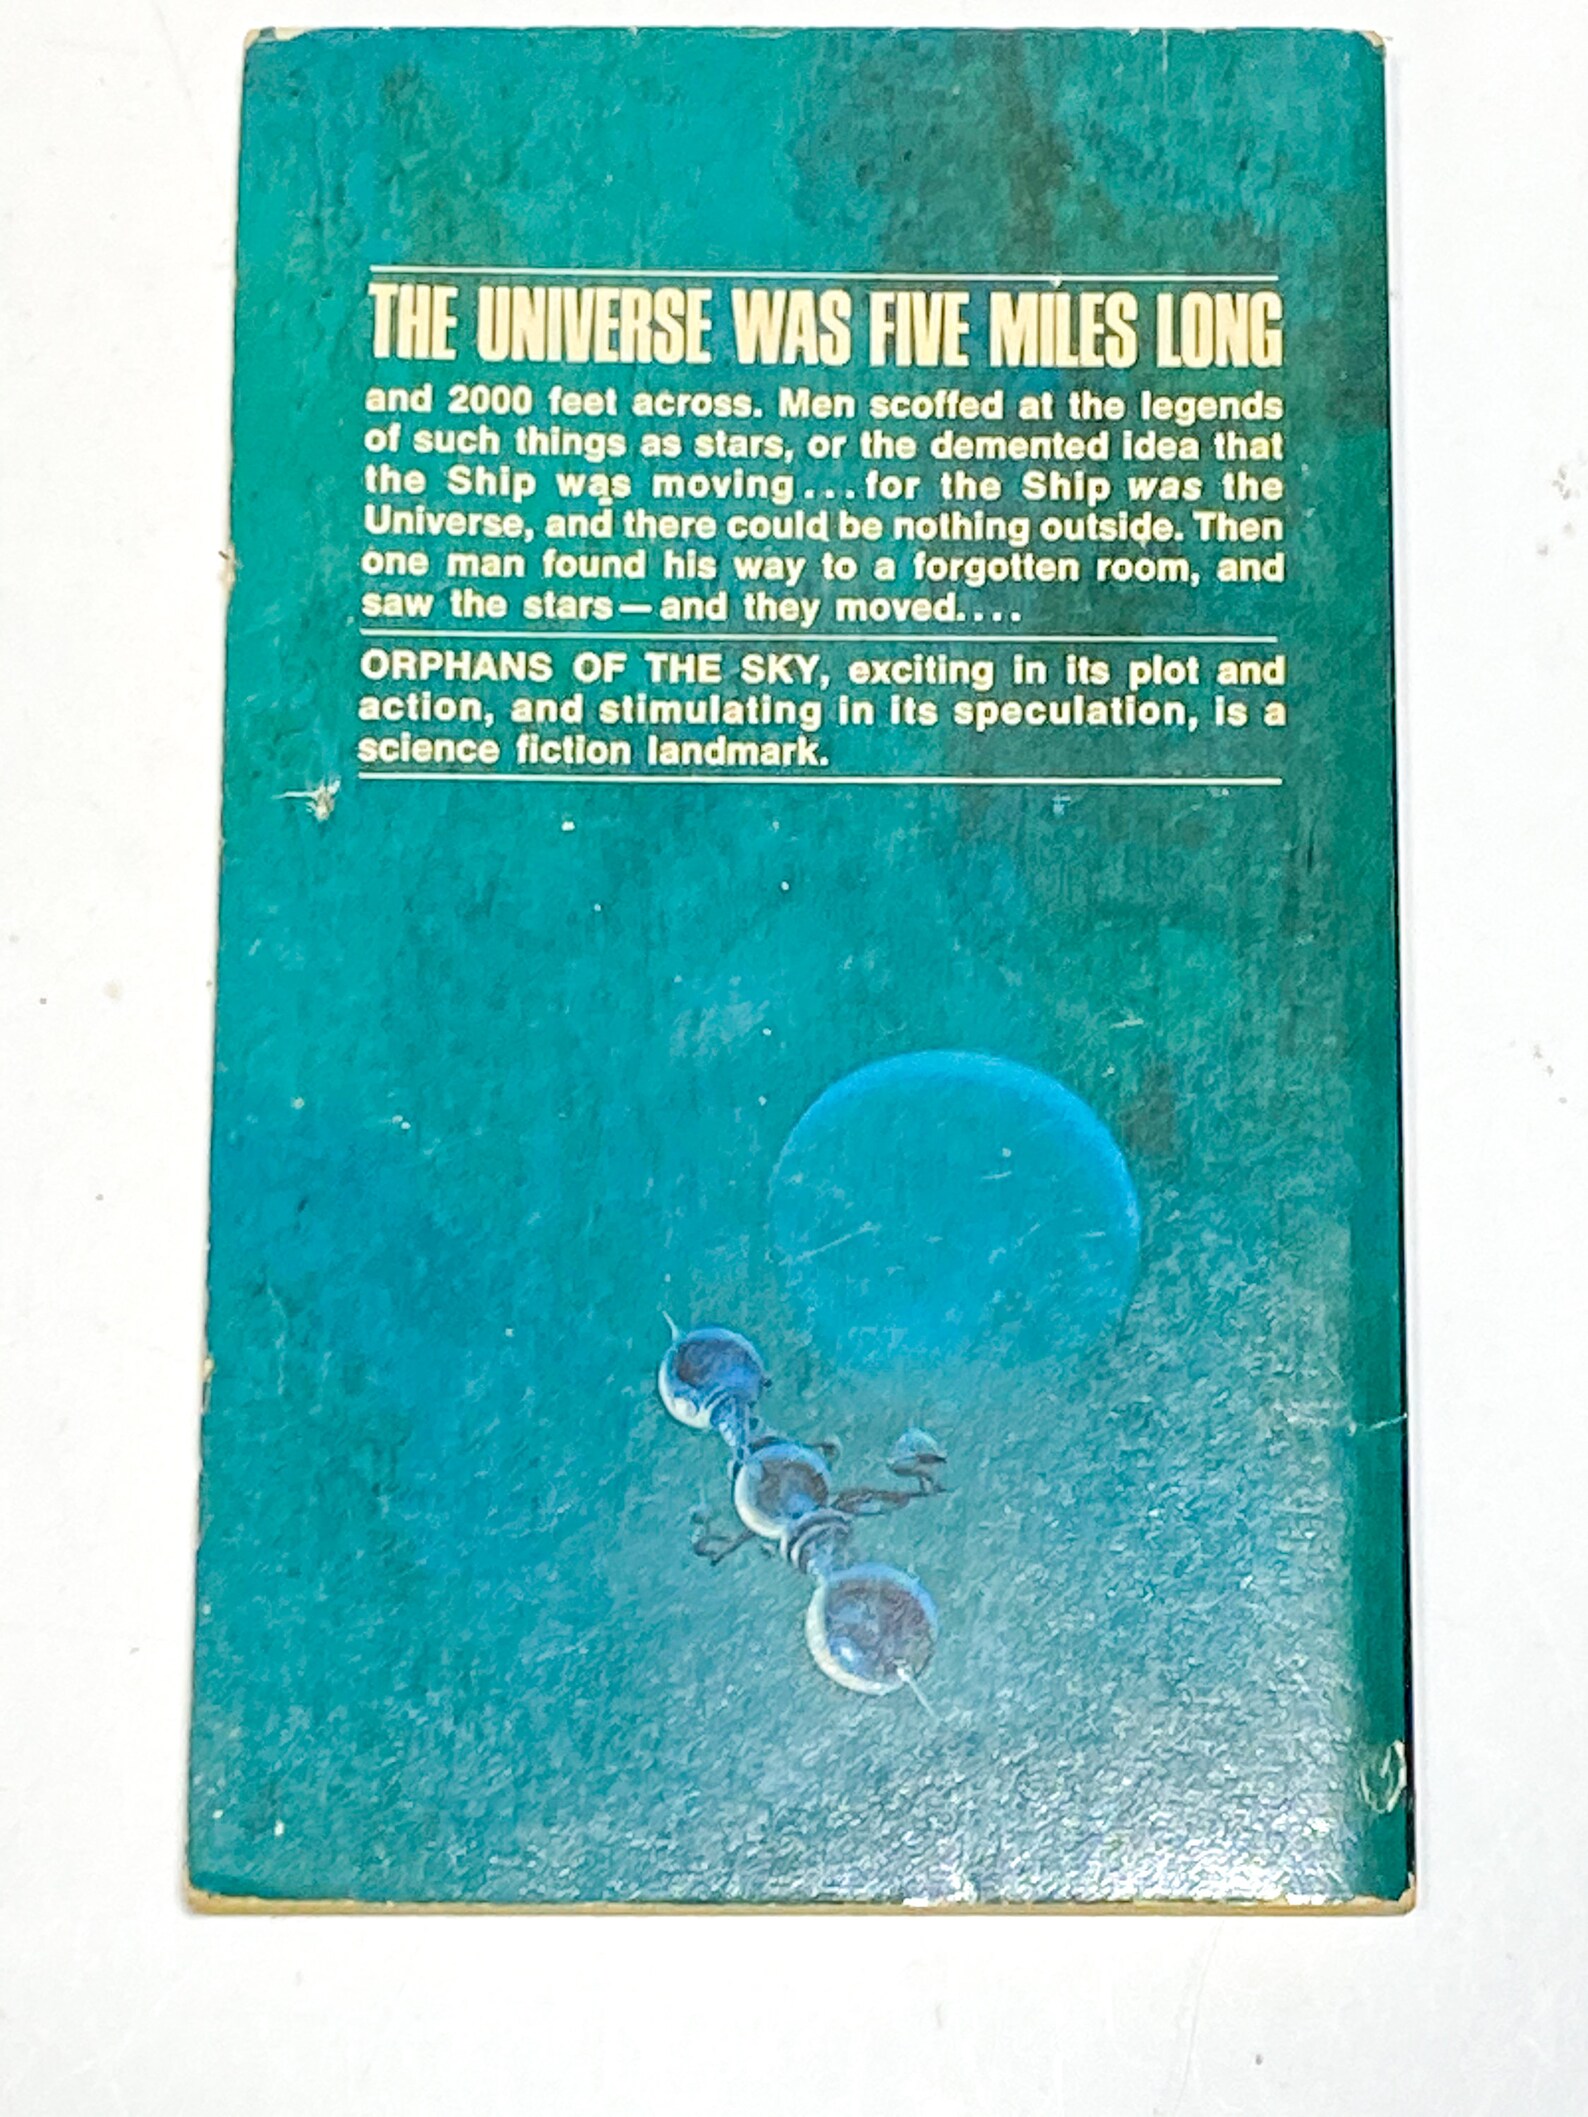 THE UNIVERSE WAS FIVE MILES LONG
and 2000 feet across. Men scoffed at the legends
of such things as stars, or the demented idea that
the Ship was moving...for the Ship was the
Universe, and there could be nothing outside. Then
one man found his way to a forgotten room, and
saw the stars—and they moved....
ORPHANS OF THE SKY, exciting in its plot and
action, and stimulating in its speculation, is a
science fiction landmark.